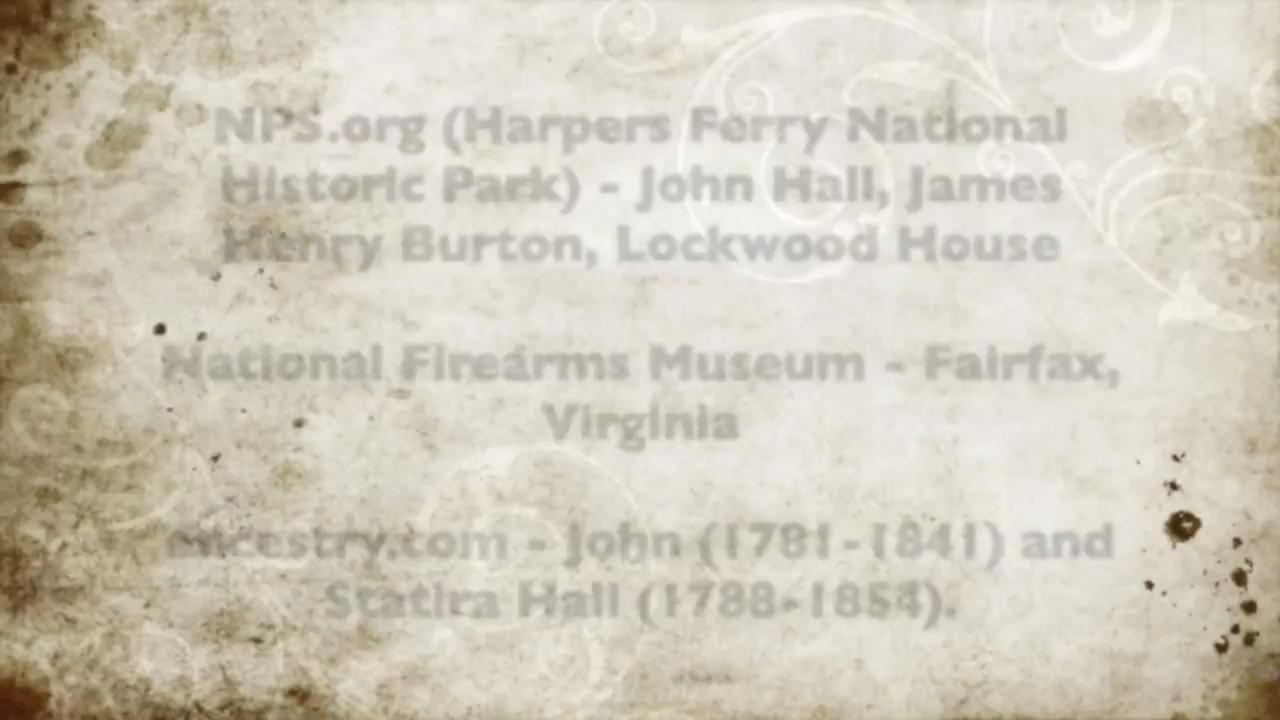 NPS.org (Harpers Ferry National
Historic Park) - John Hall, James
Henry Burton, Lockwood House
National Firearms Museum - Fairfax,
Virginia
ancestry.com - John (1781-1841) and
Statira Hall (1788-1854).